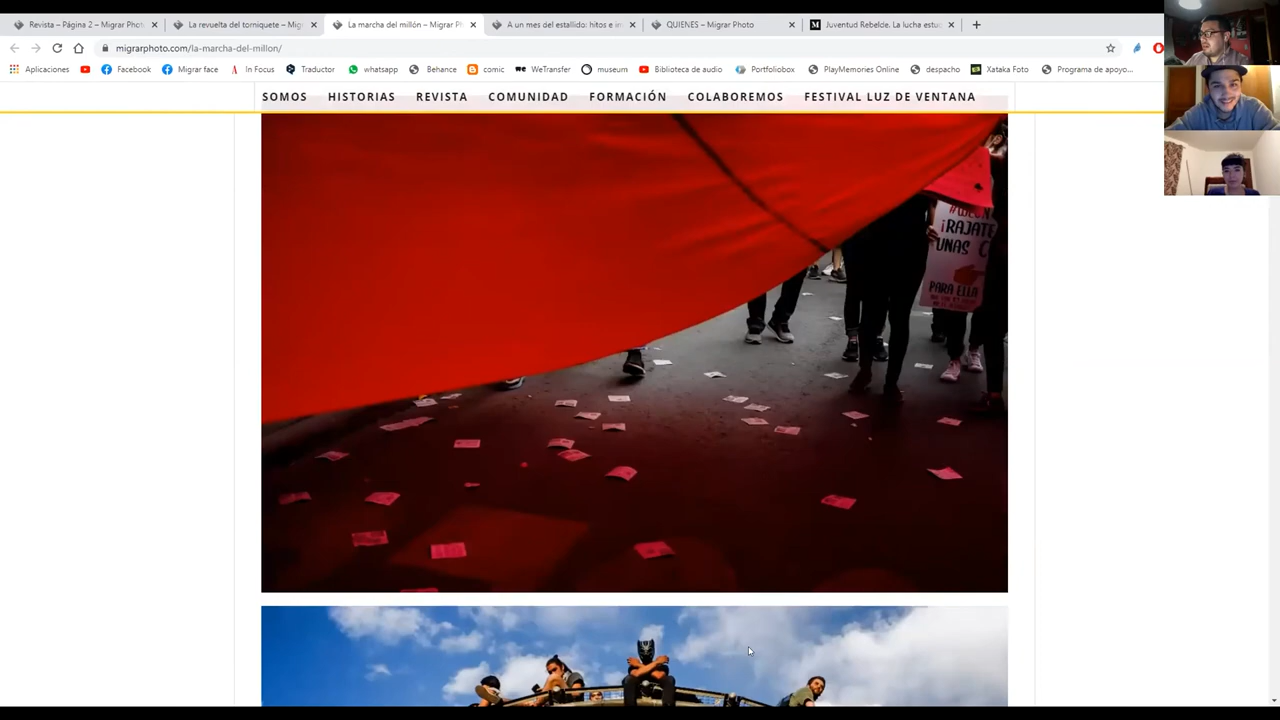 Revista – Página 2 – Migrar Phot
La revuelta del torniquete – Mig
La marcha del millón – Migrar P
A un mes del estallido: hitos e i
QUIENES – Migrar Photo
Juventud Rebelde. La lucha estu
migrarphoto.com/la-marcha-del-millon/
Aplicaciones
Facebook
Migrar face
In Focus
Traductor
whatsapp
Behance
comic
WeTransfer
museum
Biblioteca de audio
Portfoliobox
PlayMemories Online
despacho
Xataka Foto
Programa de apoyo...
SOMOS HISTORIAS REVISTA COMUNIDAD FORMACIÓN COLABOREMOS FESTIVAL LUZ DE VENTANA
¡RAJATE
UNAS
PARA ELLA